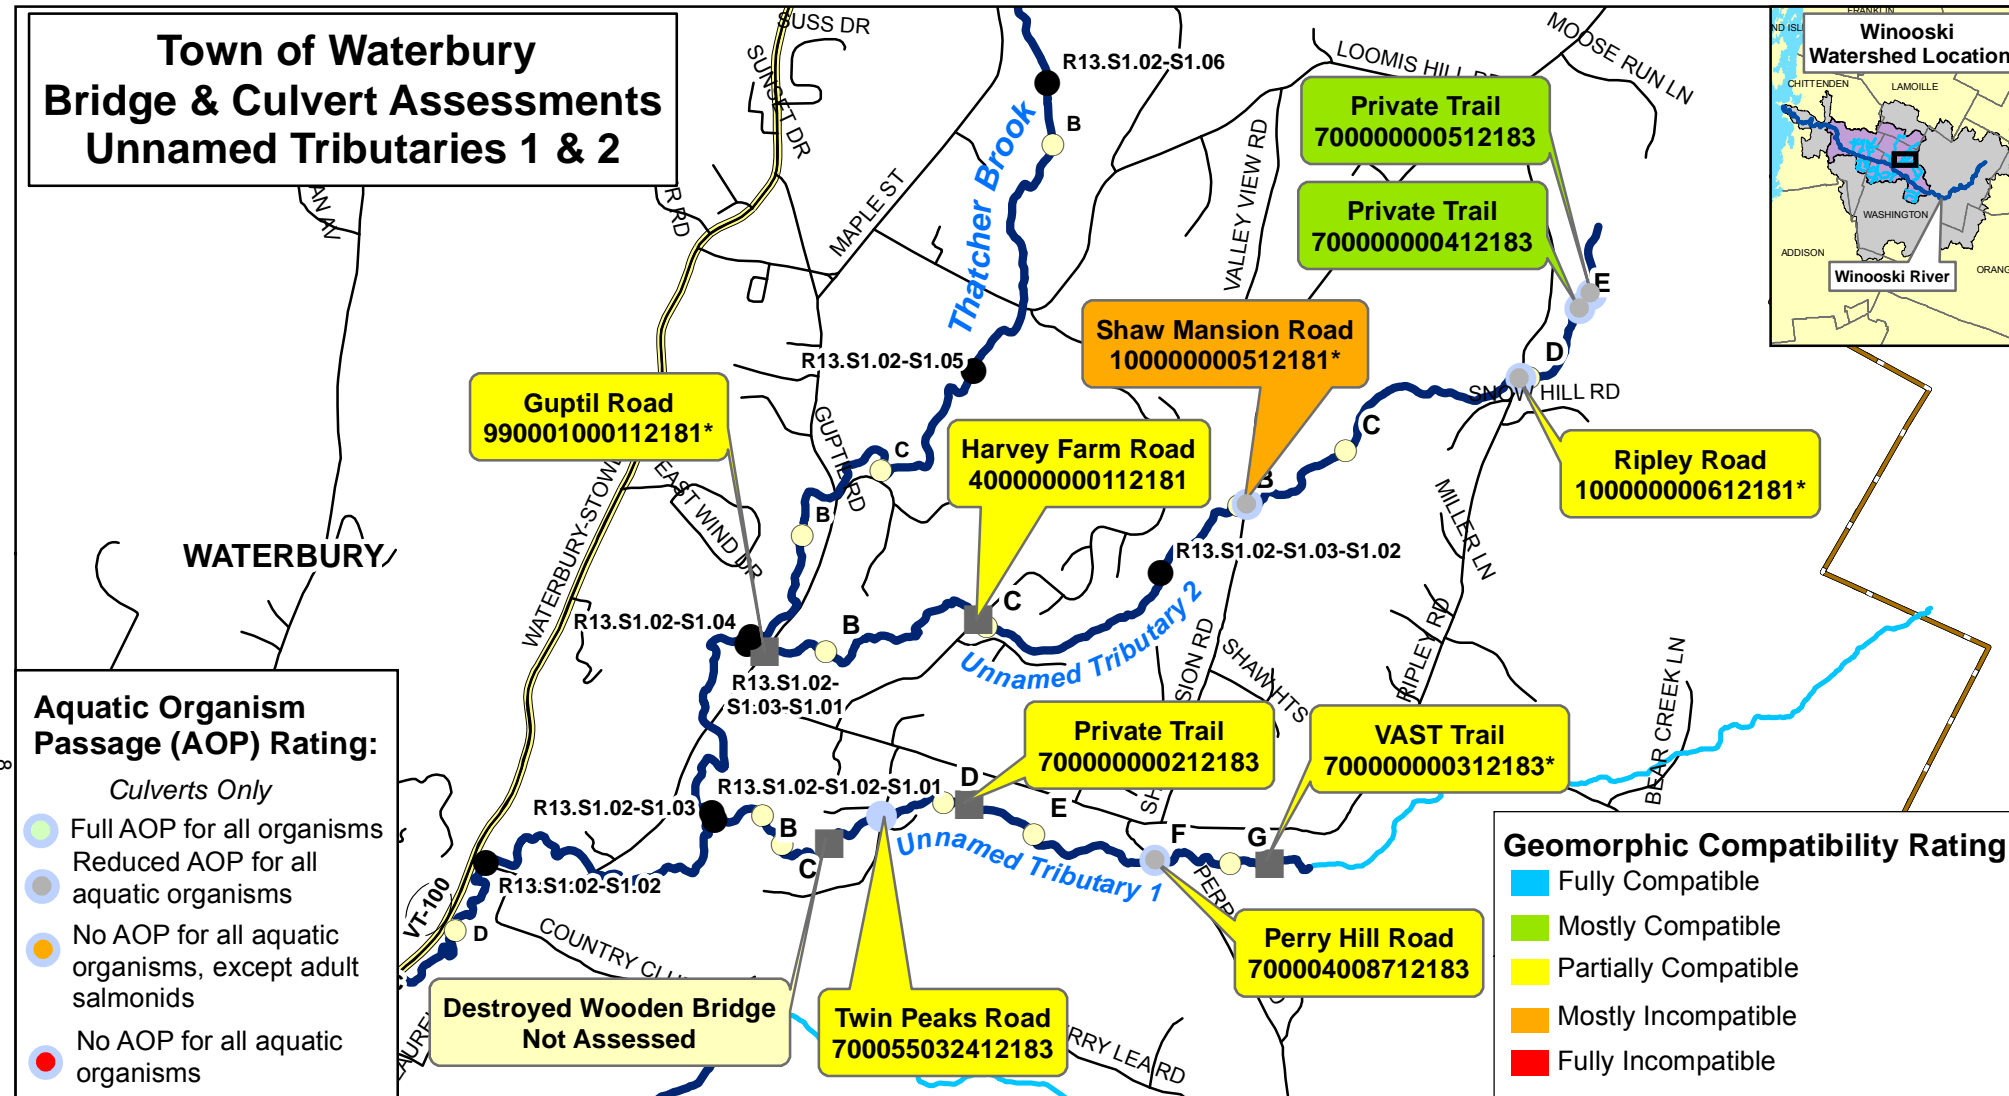 Town of Waterbury
Bridge & Culvert Assessments
Unnamed Tributaries 1 & 2
SUSS DR
SUNSET DR
R13.S1.02-S1.06
B
LOOMIS HILL
MOOSE RUN LN
Winooski
Watershed Location
FRANKLIN
CHITTENDEN
LAMOILLE
WASHINGTON
ADDISON
Winooski River
Private Trail
700000000512183
Private Trail
700000000412183
VALLEY VIEW RD
MAPLE ST
Thatcher Brook
E
D
SNOW HILL RD
Shaw Mansion Road
100000000512181*
R13.S1.02-S1.05
Guptil Road
990001000112181*
GUPTIL RD
C
B
Harvey Farm Road
400000000112181
C
B
Ripley Road
100000000612181*
MILLER LN
EAST WIND DR
WATERBURY
R13.S1.02-S1.03-S1.02
R13.S1.02-S1.04
B
C
Unnamed Tributary 2
SHAW HTS
RIPLEY RD
BEAR CREEK LN
R13.S1.02-
S1.03-S1.01
Private Trail
700000000212183
VAST Trail
700000000312183*
R13.S1.02-S1.03
R13.S1.02-S1.02-S1.01
B
C
D
E
F
G
Unnamed Tributary 1
R13.S1.02-S1.02
VT-100
D
Perry Hill Road
700004008712183
Destroyed Wooden Bridge
Not Assessed
Twin Peaks Road
700055032412183
Aquatic Organism
Passage (AOP) Rating:
Culverts Only
Full AOP for all organisms
Reduced AOP for all
aquatic organisms
No AOP for all aquatic
organisms, except adult
salmonids
No AOP for all aquatic
organisms
Geomorphic Compatibility Rating
Fully Compatible
Mostly Compatible
Partially Compatible
Mostly Incompatible
Fully Incompatible